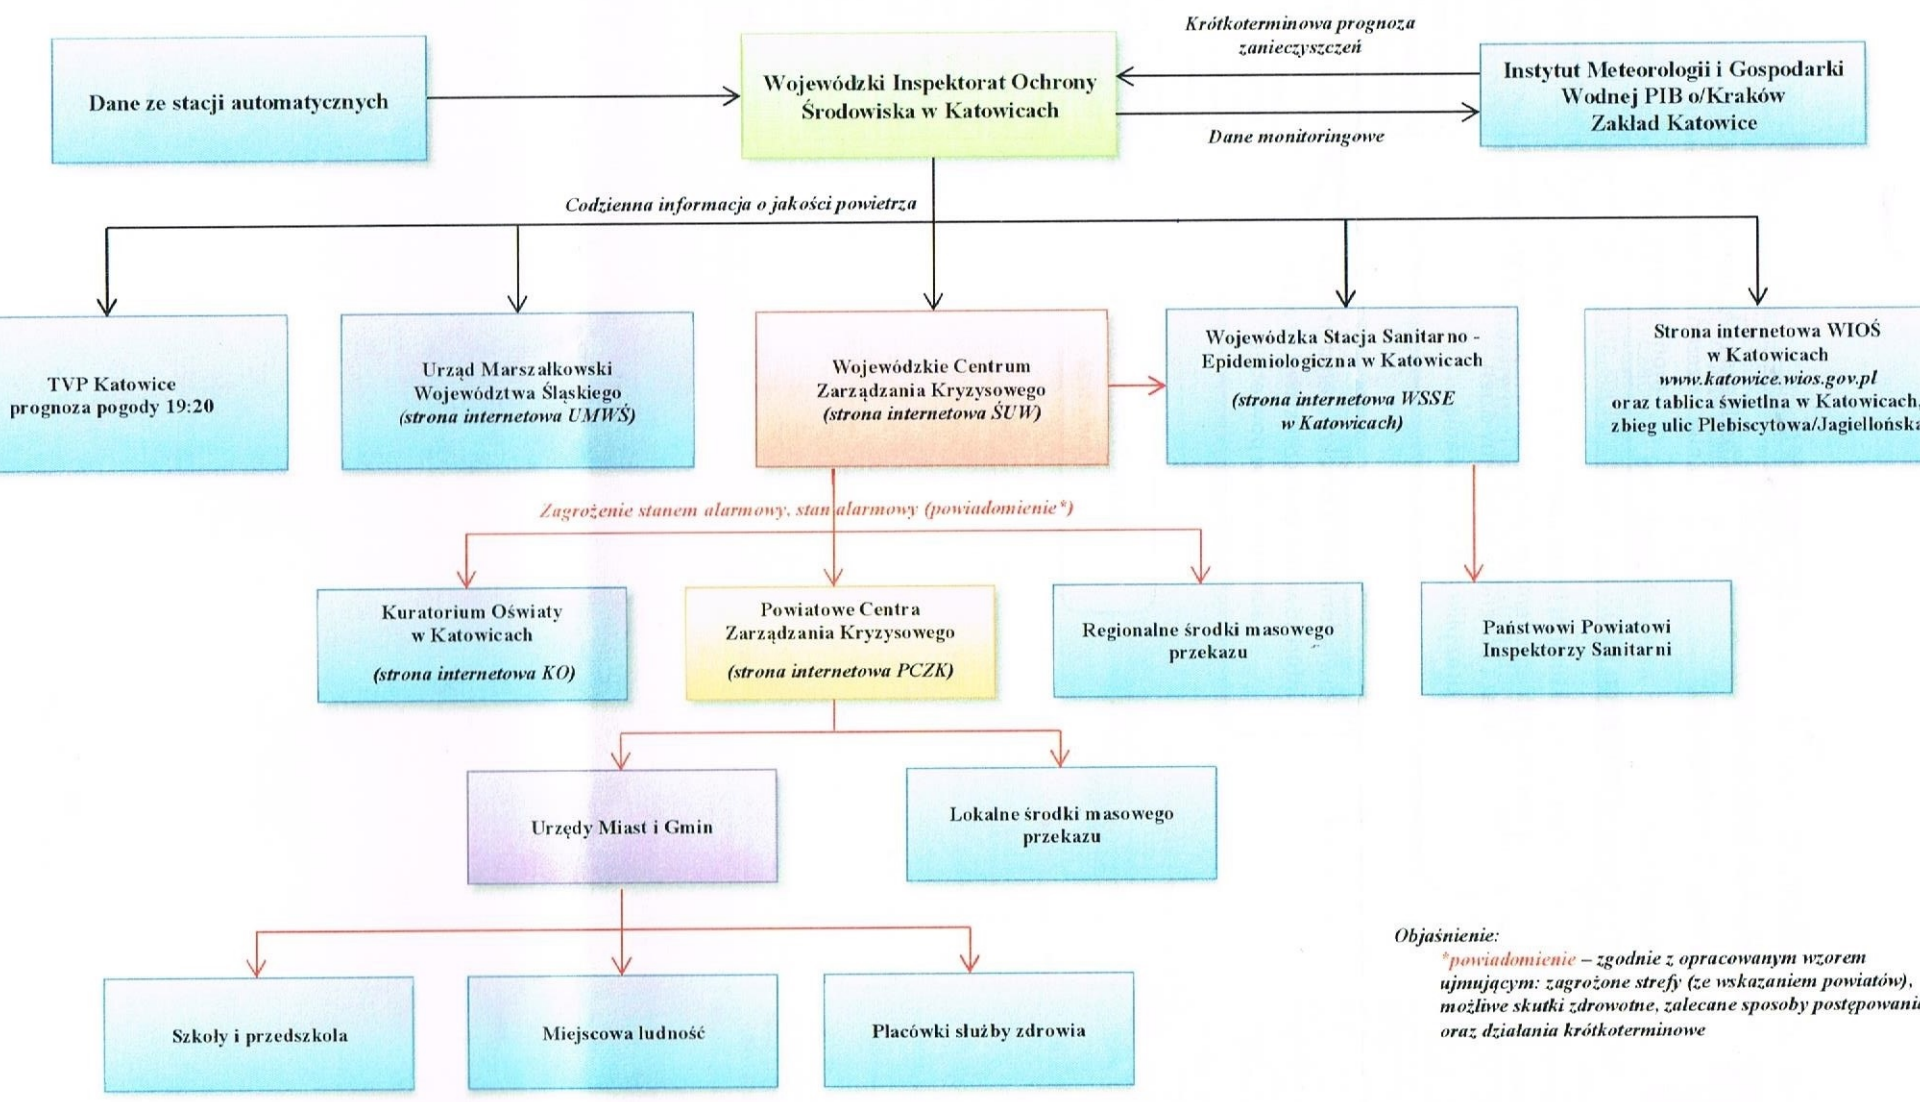 Krótkoterminowa prognoza
zanieczyszczeń
Dane ze stacji automatycznych
Wojewódzki Inspektorat Ochrony
Środowiska w Katowicach
Instytut Meteorologii i Gospodarki
Wodnej PIB o/Kraków
Zakład Katowice
Dane monitoringowe
Codzienna informacja o jakości powietrza
TVP Katowice
prognoza pogody 19:20
Urząd Marszałkowski
Województwa Śląskiego
(strona internetowa UMWŚ)
Wojewódzkie Centrum
Zarządzania Kryzysowego
(strona internetowa ŚUW)
Wojewódzka Stacja Sanitarno -
Epidemiologiczna w Katowicach
(strona internetowa WSSE
w Katowicach)
Strona internetowa WIOŚ
w Katowicach
www.katowice.wios.gov.pl
oraz tablica świetlna w Katowicach,
zbieg ulic Plebiscytowa/Jagiellońska
Zagrożenie stanem alarmowy, stan alarmowy (powiadomienie*)
Kuratorium Oświaty
w Katowicach
(strona internetowa KO)
Powiatowe Centra
Zarządzania Kryzysowego
(strona internetowa PCZK)
Regionalne środki masowego
przekazu
Państwowi Powiatowi
Inspektorzy Sanitarni
Urzędy Miast i Gmin
Lokalne środki masowego
przekazu
Szkoły i przedszkola
Miejscowa ludność
Placówki służby zdrowia
Objaśnienie:
*powiadomienie – zgodnie z opracowanym wzorem
ujmującym: zagrożone strefy (ze wskazaniem powiatów),
możliwe skutki zdrowotne, zalecane sposoby postępowania
oraz działania krótkoterminowe